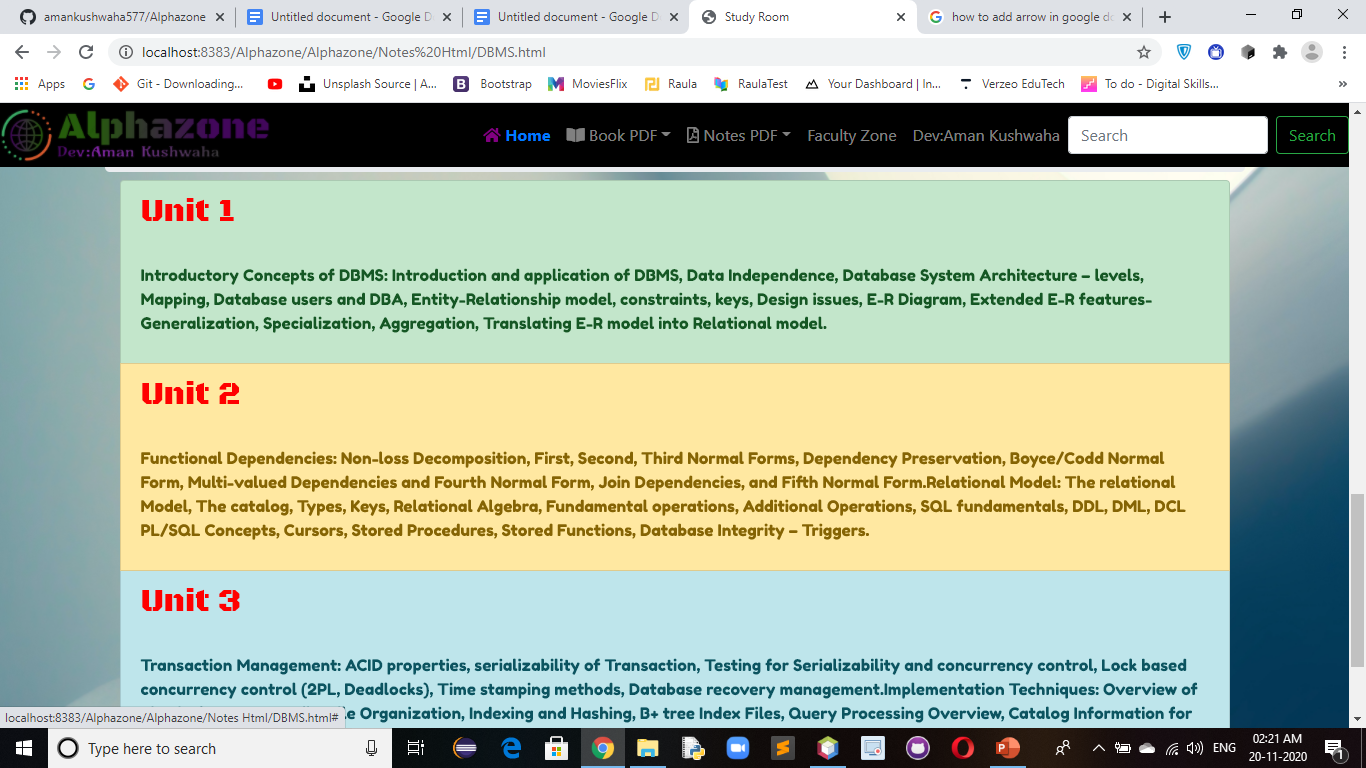 amankushwaha577/Alphazone
Untitled document - Google D
Untitled document - Google D
Study Room
how to add arrow in google do
localhost:8383/Alphazone/Alphazone/Notes%20Html/DBMS.html
Apps
Git - Downloading...
Unsplash Source | A...
Bootstrap
MoviesFlix
Raula
RaulaTest
Your Dashboard | In...
Verzeo EduTech
To do - Digital Skills...
»
Alphazone
Dev:Aman Kushwaha
Home
Book PDF
Notes PDF
Faculty Zone
Dev:Aman Kushwaha
Search
Search
Unit 1
Introductory Concepts of DBMS: Introduction and application of DBMS, Data Independence, Database System Architecture – levels,
Mapping, Database users and DBA, Entity-Relationship model, constraints, keys, Design issues, E-R Diagram, Extended E-R features-
Generalization, Specialization, Aggregation, Translating E-R model into Relational model.
Unit 2
Functional Dependencies: Non-loss Decomposition, First, Second, Third Normal Forms, Dependency Preservation, Boyce/Codd Normal
Form, Multi-valued Dependencies and Fourth Normal Form, Join Dependencies, and Fifth Normal Form.Relational Model: The relational
Model, The catalog, Types, Keys, Relational Algebra, Fundamental operations, Additional Operations, SQL fundamentals, DDL, DML, DCL
PL/SQL Concepts, Cursors, Stored Procedures, Stored Functions, Database Integrity – Triggers.
Unit 3
Transaction Management: ACID properties, serializability of Transaction, Testing for Serializability and concurrency control, Lock based
concurrency control (2PL, Deadlocks), Time stamping methods, Database recovery management.Implementation Techniques: Overview of
Organization, Indexing and Hashing, B+ tree Index Files, Query Processing Overview, Catalog Information for
localhost:8383/Alphazone/Alphazone/Notes Html/DBMS.html#
Type here to search
ENG
02:21 AM
20-11-2020
1